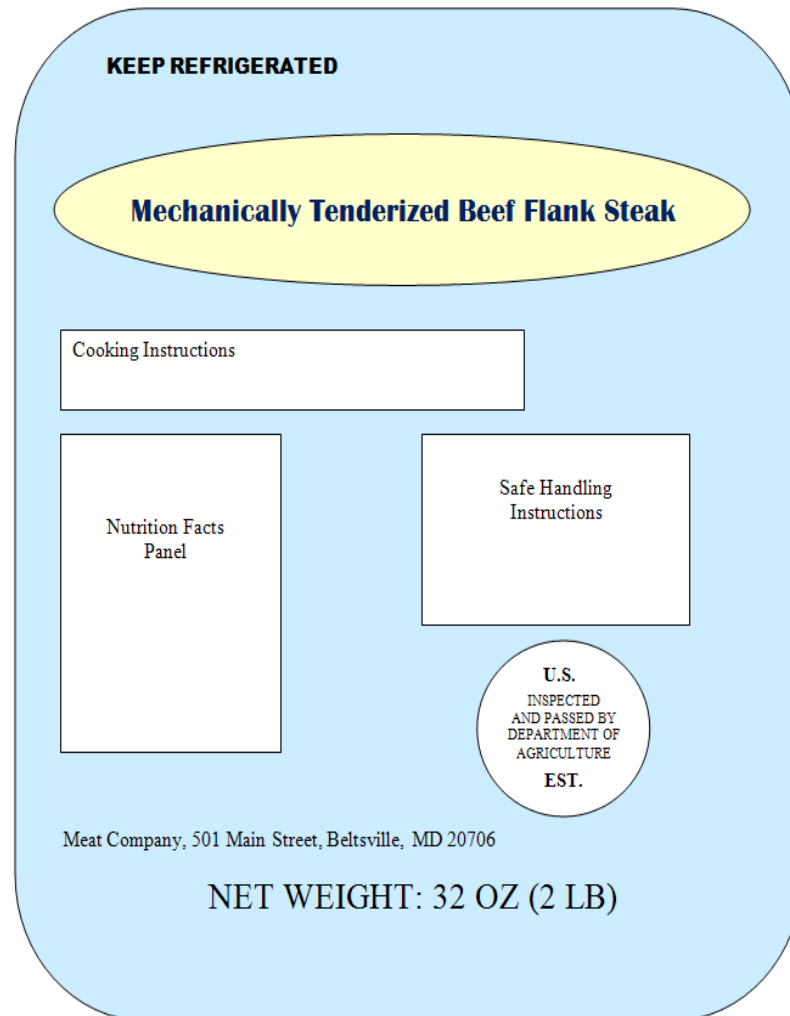 KEEP REFRIGERATED
Mechanically Tenderized Beef Flank Steak
Cooking Instructions
Nutrition Facts
Panel
Safe Handling
Instructions
U.S.
INSPECTED
AND PASSED BY
DEPARTMENT OF
AGRICULTURE
EST.
Meat Company, 501 Main Street, Beltsville, MD 20706
NET WEIGHT: 32 OZ (2 LB)